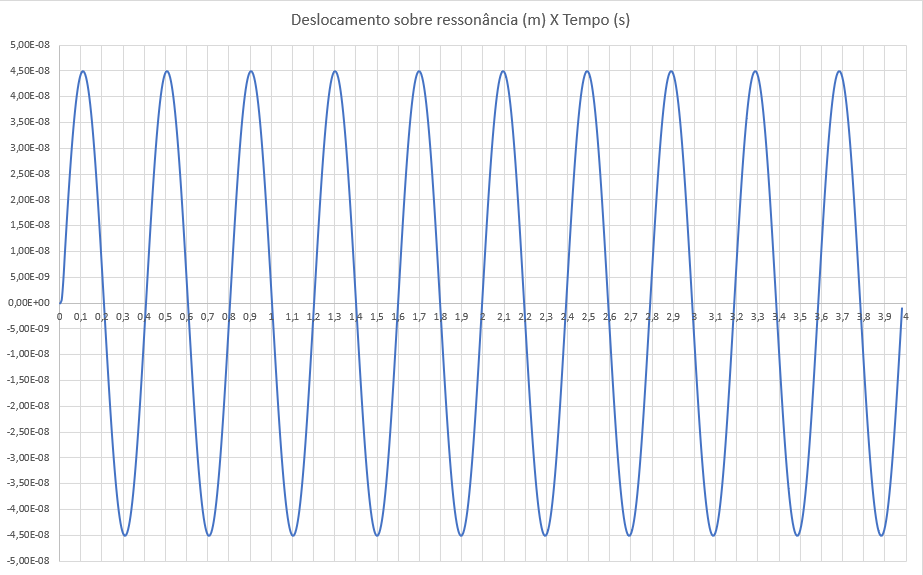 Deslocamento sobre ressonância (m) X Tempo (s)
5,00E-08
4,50E-08
4,00E-08
3,50E-08
3,00E-08
2,50E-08
2,00E-08
1,50E-08
1,00E-08
5,00E-09
0,00E+00
0 0,1 0,2 0,3 0,4 0,5 0,6 0,7 0,8 0,9 1 1,1 1,2 1,3 1,4 1,5 1,6 1,7 1,8 1,9 2 2,1 2,2 2,3 2,4 2,5 2,6 2,7 2,8 2,9 3 3,1 3,2 3,3 3,4 3,5 3,6 3,7 3,8 3,9 4
-5,00E-09
-1,00E-08
-1,50E-08
-2,00E-08
-2,50E-08
-3,00E-08
-3,50E-08
-4,00E-08
-4,50E-08
-5,00E-08